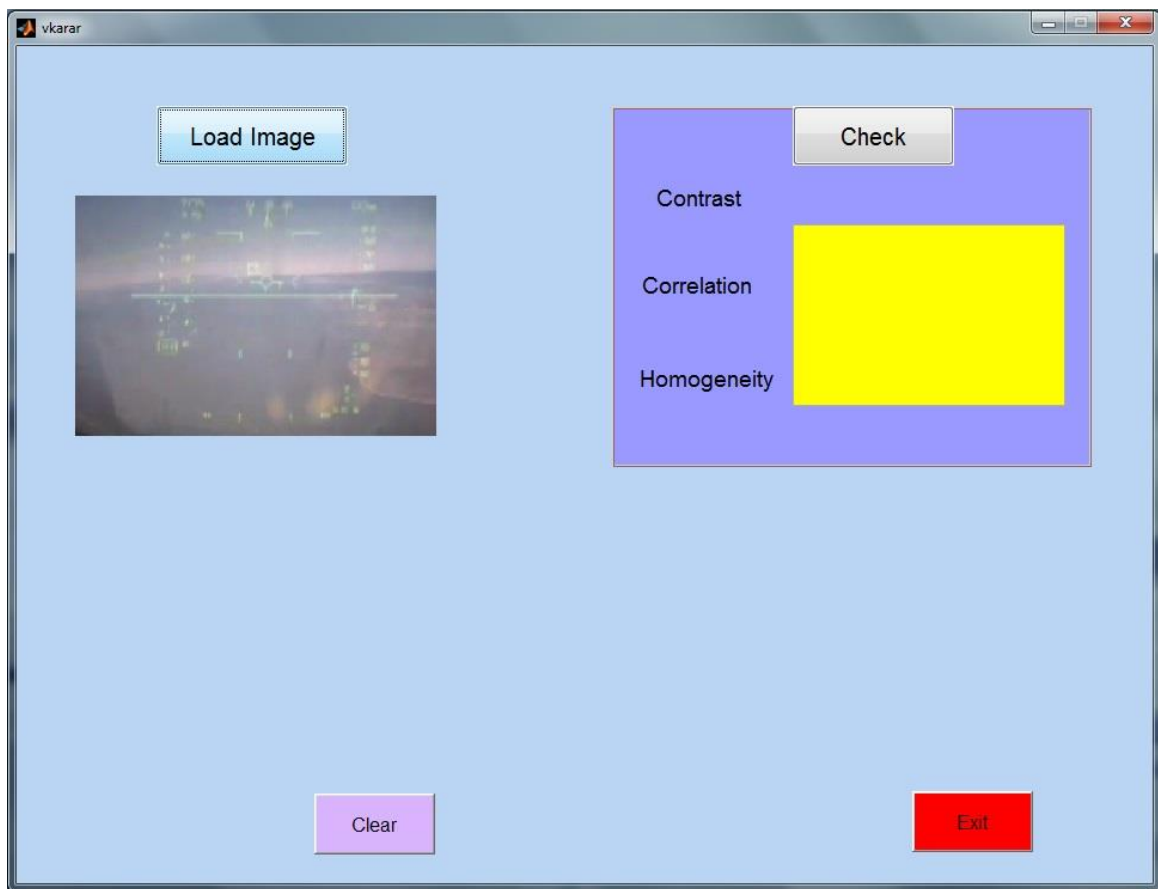 vkarar
Load Image
Check
Contrast
Correlation
Homogeneity
Clear
Exit